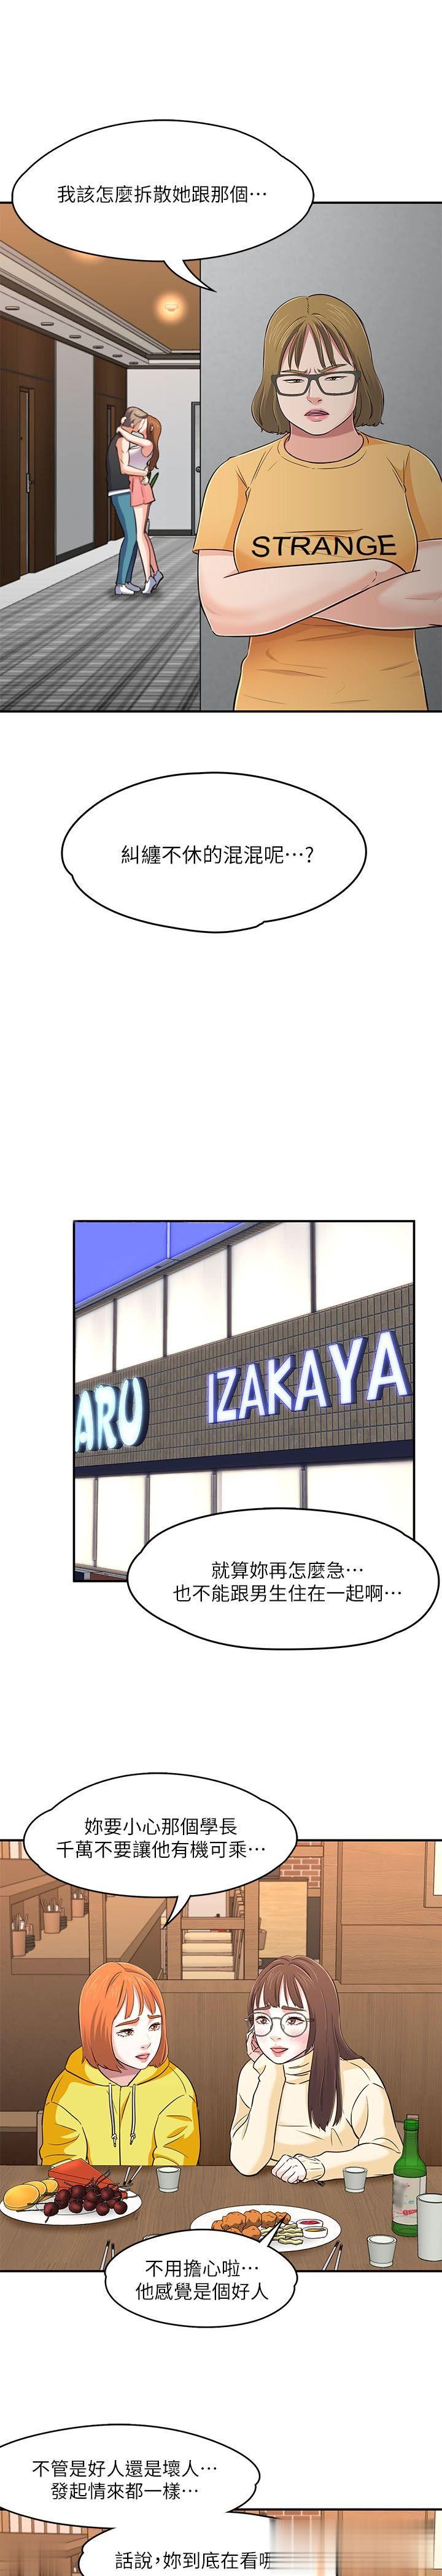 我該怎麼拆散她跟那個…
STRANGE
糾纏不休的混混呢…?
ARU IZAKAYA
就算妳再怎麼急…
也不能跟男生住在一起啊…
妳要小心那個學長
千萬不要讓他有機可乘…
不用擔心啦…
他感覺是個好人
不管是好人還是壞人…
發起情來都一樣…
話說,妳到底在看哪